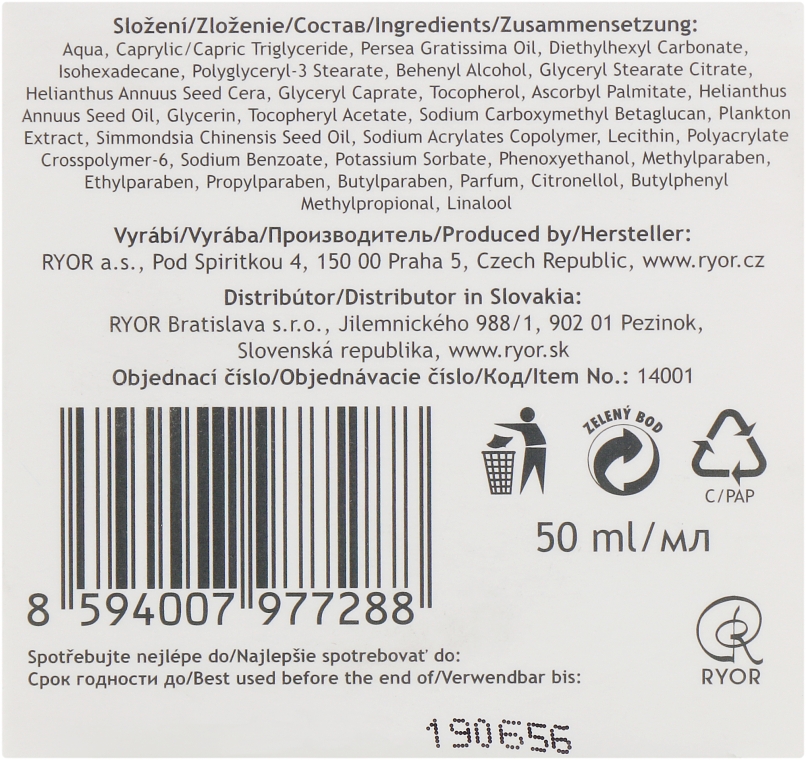 Složení/Zloženie/Состав/Ingredients/Zusammensetzung:
Aqua, Caprylic/Capric Triglyceride, Persea Gratissima Oil, Diethylhexyl Carbonate,
Isohexadecane, Polyglyceryl-3 Stearate, Behenyl Alcohol, Glyceryl Stearate Citrate,
Helianthus Annuus Seed Cera, Glyceryl Caprate, Tocopherol, Ascorbyl Palmitate, Helianthus
Annuus Seed Oil, Glycerin, Tocopheryl Acetate, Sodium Carboxymethyl Betaglucan, Plankton
Extract, Simmondsia Chinensis Seed Oil, Sodium Acrylates Copolymer, Lecithin, Polyacrylate
Crosspolymer-6, Sodium Benzoate, Potassium Sorbate, Phenoxyethanol, Methylparaben,
Ethylparaben, Propylparaben, Butylparaben, Parfum, Citronellol, Butylphenyl
Methylpropional, Linalool
Vyrábí/Vyrába/Производитель/Produced by/Hersteller:
RYOR a.s., Pod Spiritkou 4, 150 00 Praha 5, Czech Republic, www.ryor.cz
Distribútor/Distributor in Slovakia:
RYOR Bratislava s.r.o., Jilemnického 988/1, 902 01 Pezinok,
Slovenská republika, www.ryor.sk
Objednací číslo/Objednávacie číslo/Код/Item No.: 14001
ZELENÝ BOD
C/PAP
50 ml/мл
8 594007 977288
RYOR
Spotřebujte nejlépe do/Najlepšie spotrebovať do:
Срок годности до/Best used before the end of/Verwendbar bis:
190656